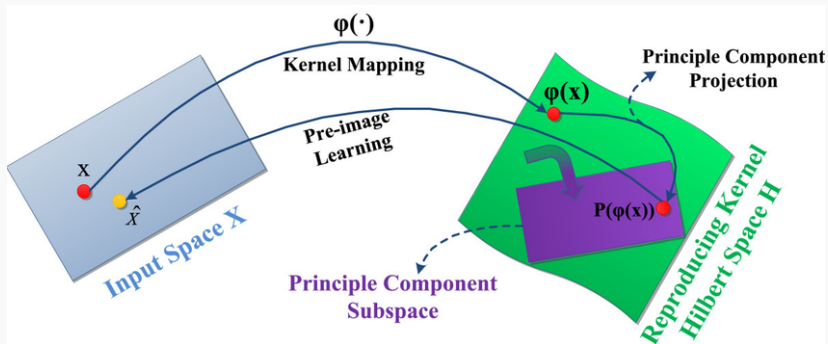 φ(·)
Kernel Mapping
Principle Component
Projection
φ(x)
Pre-image
Learning
x
x̂
P(φ(x))
Input Space X
Principle Component
Subspace
Reproducing Kernel
Hilbert Space H